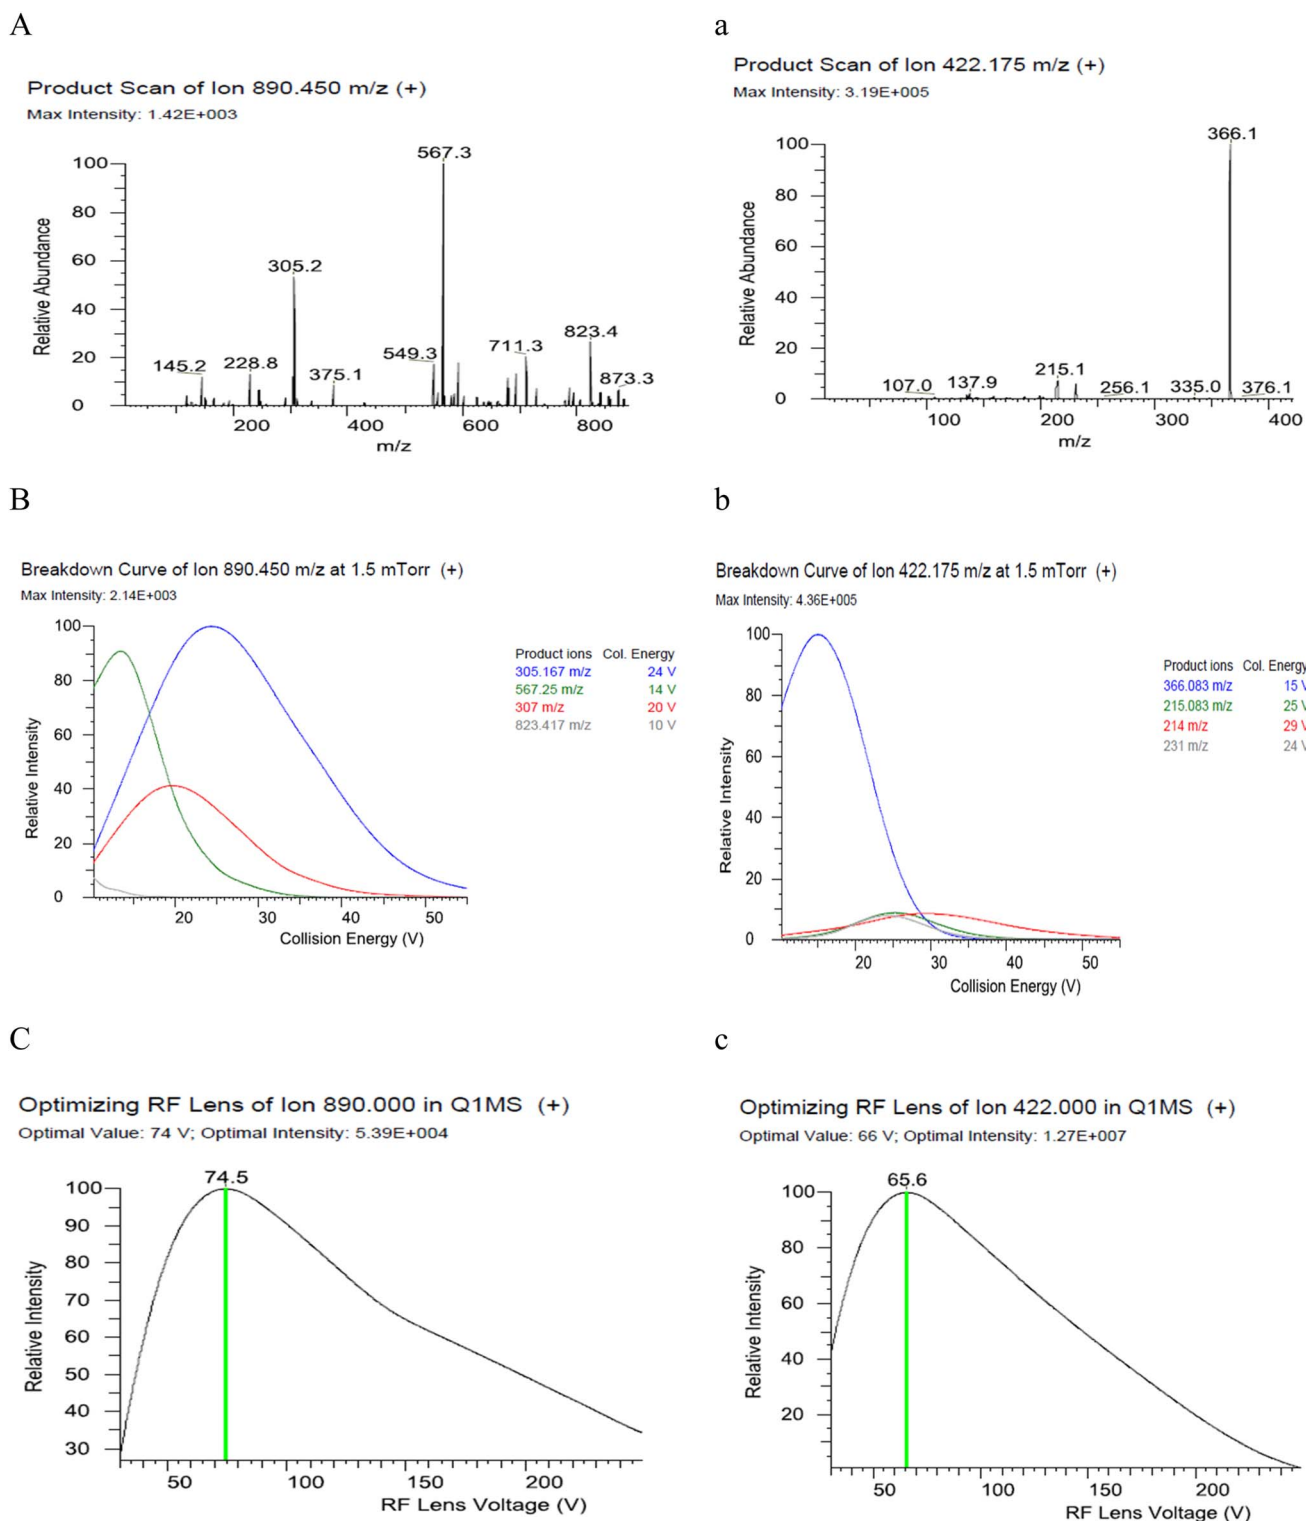 A
Product Scan of Ion 890.450 m/z (+)
Max Intensity: 1.42E+003
Relative Abundance
100
80
60
40
20
0
567.3
305.2
823.4
711.3
549.3
145.2
228.8
375.1
873.3
200
400
600
800
m/z
a
Product Scan of Ion 422.175 m/z (+)
Max Intensity: 3.19E+005
Relative Abundance
100
80
60
40
20
0
366.1
215.1
107.0
137.9
256.1
335.0
376.1
100
200
300
400
m/z
B
Breakdown Curve of Ion 890.450 m/z at 1.5 mTorr (+)
Max Intensity: 2.14E+003
Relative Intensity
100
80
60
40
20
0
20
30
40
50
Collision Energy (V)
Product ions Col. Energy
305.167 m/z 24 V
567.25 m/z 14 V
307 m/z 20 V
823.417 m/z 10 V
b
Breakdown Curve of Ion 422.175 m/z at 1.5 mTorr (+)
Max Intensity: 4.36E+005
Relative Intensity
100
80
60
40
20
0
20
30
40
50
Collision Energy (V)
Product ions Col. Energy
366.083 m/z 15 V
215.083 m/z 25 V
214 m/z 29 V
231 m/z 24 V
C
Optimizing RF Lens of Ion 890.000 in Q1MS (+)
Optimal Value: 74 V; Optimal Intensity: 5.39E+004
74.5
Relative Intensity
100
90
80
70
60
50
40
30
50
100
150
200
RF Lens Voltage (V)
c
Optimizing RF Lens of Ion 422.000 in Q1MS (+)
Optimal Value: 66 V; Optimal Intensity: 1.27E+007
65.6
Relative Intensity
100
80
60
40
20
50
100
150
200
RF Lens Voltage (V)